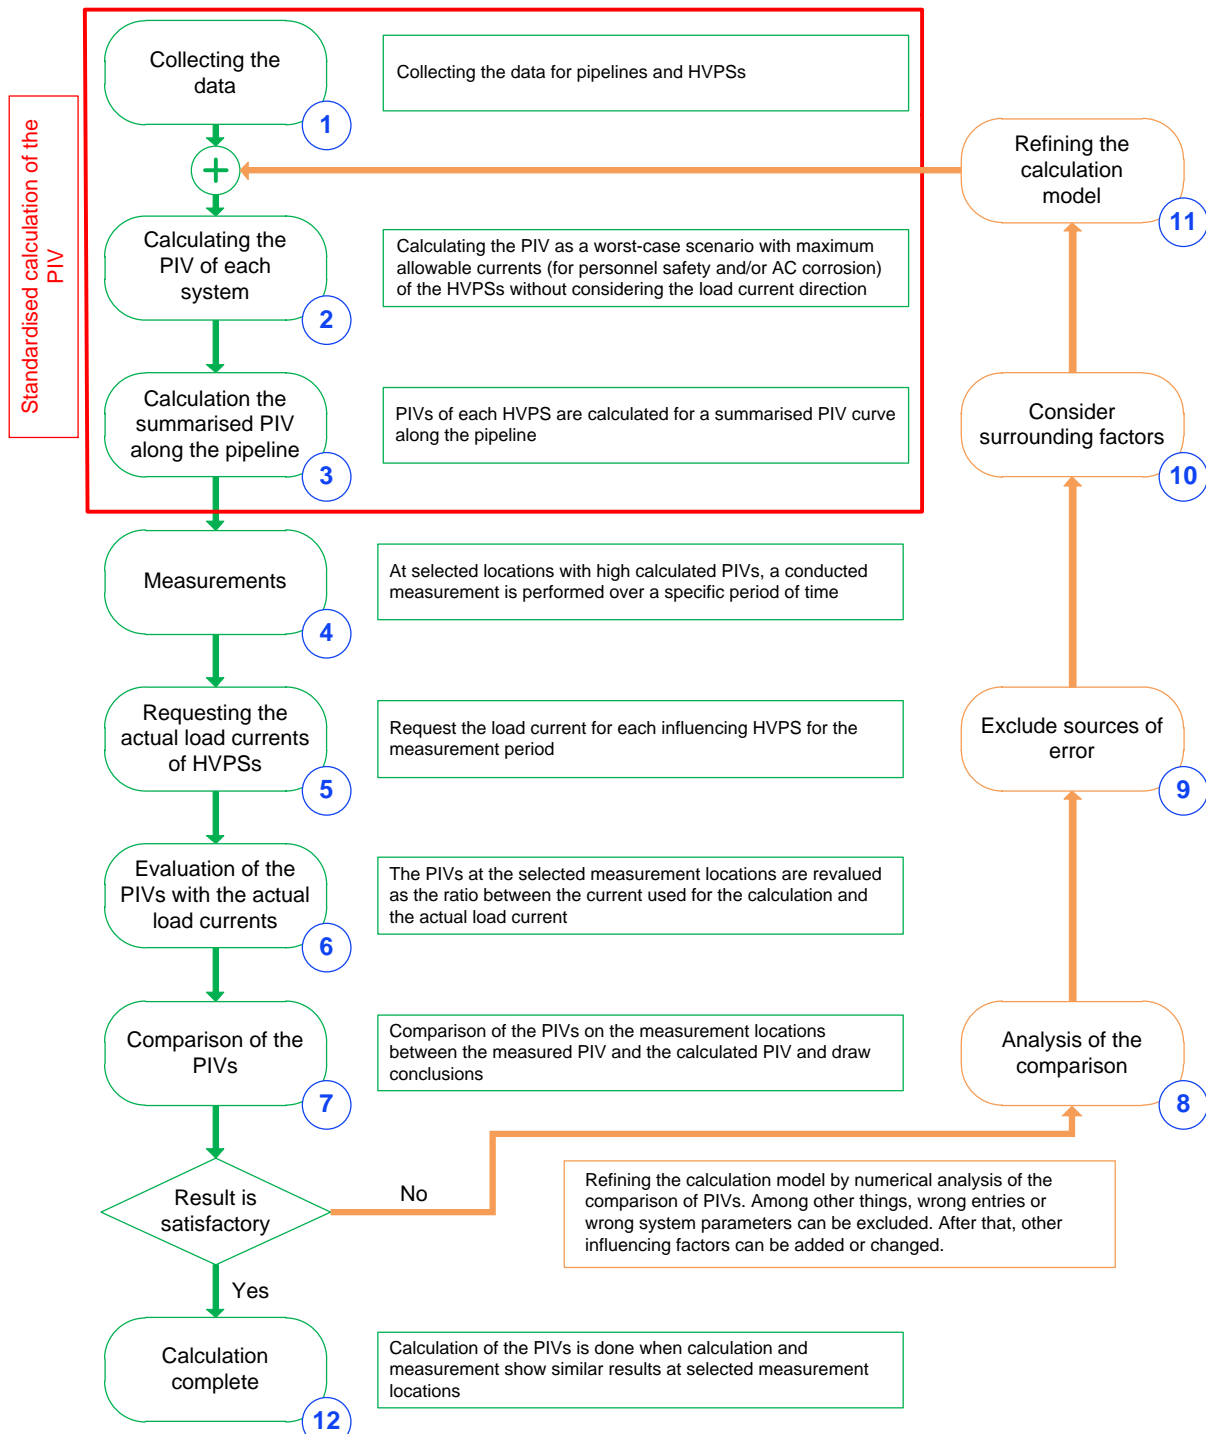 Standardised calculation of the
PIV
Collecting the
data
1
Collecting the data for pipelines and HVPSs
+
Calculating the
PIV of each
system
2
Calculating the PIV as a worst-case scenario with maximum
allowable currents (for personnel safety and/or AC corrosion)
of the HVPSs without considering the load current direction
Calculation the
summarised PIV
along the pipeline
3
PIVs of each HVPS are calculated for a summarised PIV curve
along the pipeline
Measurements
4
At selected locations with high calculated PIVs, a conducted
measurement is performed over a specific period of time
Requesting the
actual load currents
of HVPSs
5
Request the load current for each influencing HVPS for the
measurement period
Evaluation of the
PIVs with the actual
load currents
6
The PIVs at the selected measurement locations are revalued
as the ratio between the current used for the calculation and
the actual load current
Comparison of the
PIVs
7
Comparison of the PIVs on the measurement locations
between the measured PIV and the calculated PIV and draw
conclusions
Result is
satisfactory
No
Yes
Analysis of the
comparison
8
Refining the calculation model by numerical analysis of the
comparison of PIVs. Among other things, wrong entries or
wrong system parameters can be excluded. After that, other
influencing factors can be added or changed.
Exclude sources of
error
9
Consider
surrounding factors
10
Refining the
calculation
model
11
Calculation
complete
12
Calculation of the PIVs is done when calculation and
measurement show similar results at selected measurement
locations